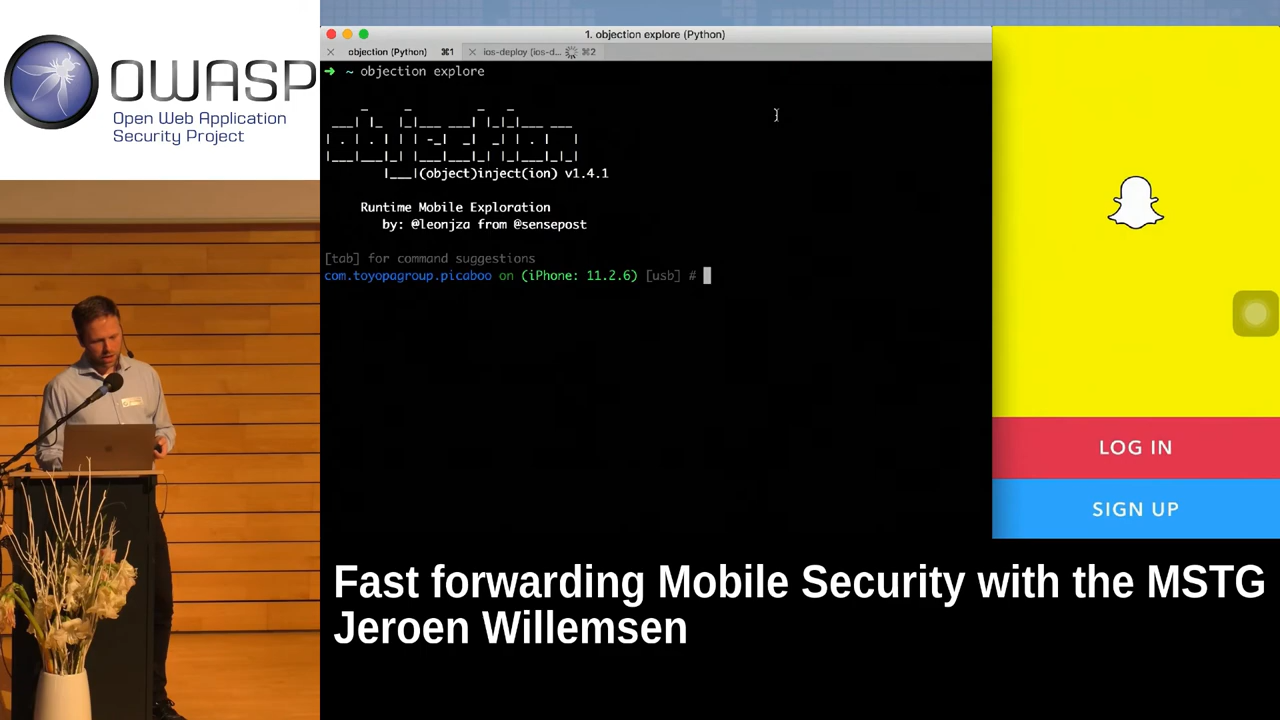 OWASP
Open Web Application
Security Project
1. objection explore (Python)
objection (Python) ⌘1
ios-deploy (ios-d... ⌘2
~ objection explore
|___|(object)inject(ion) v1.4.1
Runtime Mobile Exploration
by: @leonjza from @sensepost
[tab] for command suggestions
com.toyopagroup.picaboo on (iPhone: 11.2.6) [usb] #
LOG IN
SIGN UP
Fast forwarding Mobile Security with the MSTG
Jeroen Willemsen